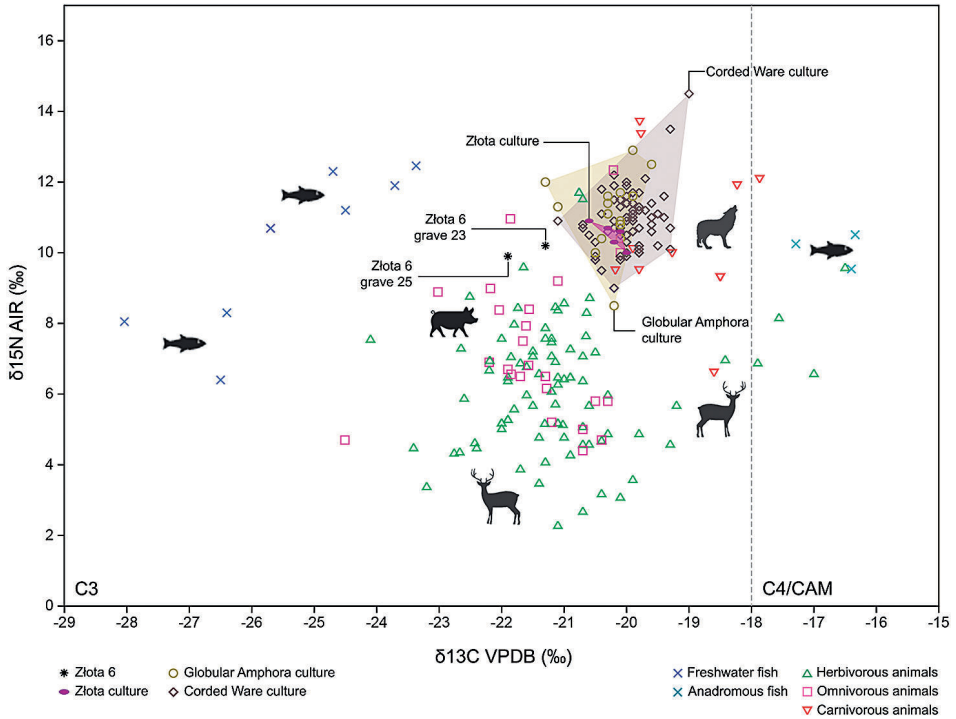 δ15N AIR (‰)
16
14
12
10
8
6
4
2
0
Corded Ware culture
Złota culture
Złota 6
grave 23
Złota 6
grave 25
Globular Amphora
culture
C3
C4/CAM
-29
-28
-27
-26
-25
-24
-23
-22
-21
-20
-19
-18
-17
-16
-15
δ13C VPDB (‰)
Złota 6
Złota culture
Globular Amphora culture
Corded Ware culture
Freshwater fish
Anadromous fish
Herbivorous animals
Omnivorous animals
Carnivorous animals